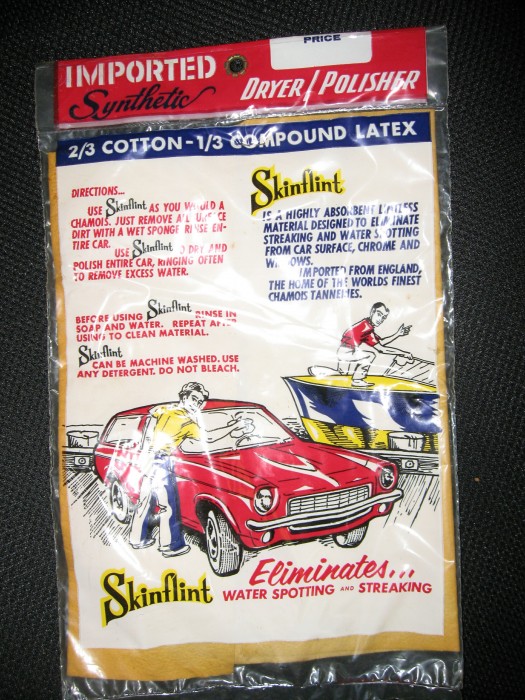 PRICE
IMPORTED
Synthetic
DRYER/POLISHER
2/3 COTTON-1/3 COMPOUND LATEX
DIRECTIONS...
USE Skinflint AS YOU WOULD A
CHAMOIS. JUST REMOVE ALL SURFACE
DIRT WITH A WET SPONGE RINSE EN-
TIRE CAR.
USE Skinflint TO DRY AND
POLISH ENTIRE CAR, RINGING OFTEN
TO REMOVE EXCESS WATER.
BEFORE USING Skinflint RINSE IN
SOAP AND WATER. REPEAT AFTER
USING TO CLEAN MATERIAL.
Skinflint
CAN BE MACHINE WASHED. USE
ANY DETERGENT. DO NOT BLEACH.
Skinflint
IS A HIGHLY ABSORBENT LINTLESS
MATERIAL DESIGNED TO ELIMINATE
STREAKING AND WATER SPOTTING
FROM CAR SURFACE, CHROME AND
WINDOWS.
IMPORTED FROM ENGLAND,
THE HOME OF THE WORLDS FINEST
CHAMOIS TANNERIES.
Skinflint
Eliminates...
WATER SPOTTING AND STREAKING